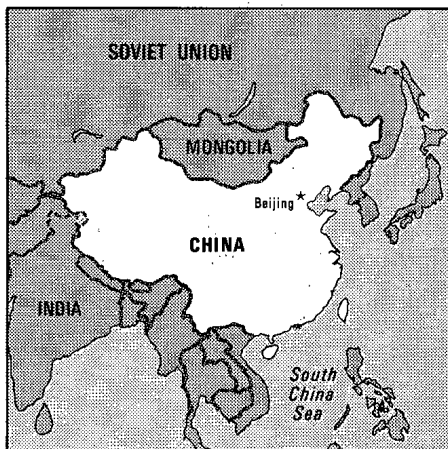 SOVIET UNION
MONGOLIA
Beijing
CHINA
INDIA
South
China
Sea